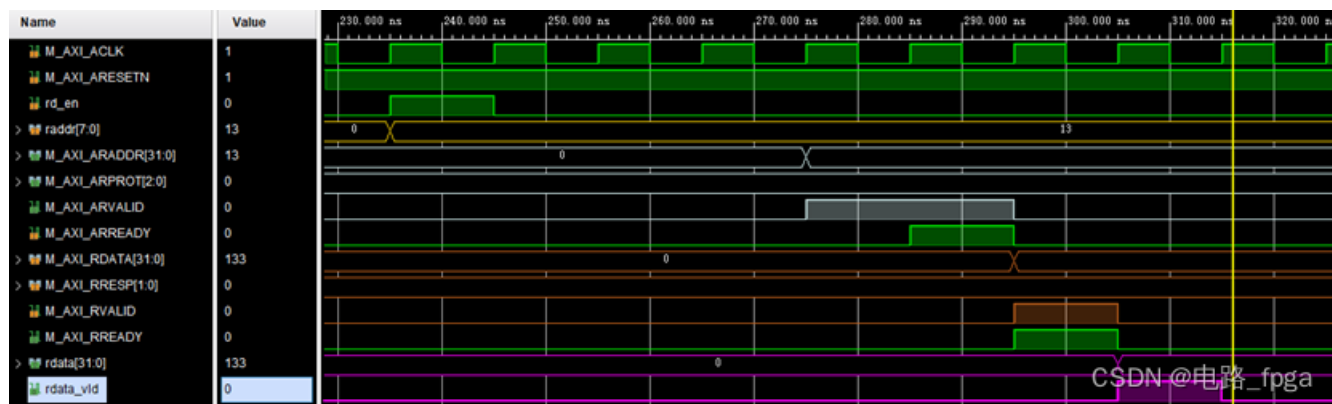 Name Value 230.000 ns 240.000 ns 250.000 ns 260.000 ns 270.000 ns 280.000 ns 290.000 ns 300.000 ns 310.000 ns 320.000 n
M_AXI_ACLK 1
M_AXI_ARESETN 1
rd_en 0
raddr[7:0] 13 0 13
M_AXI_ARADDR[31:0] 13 0
M_AXI_ARPROT[2:0] 0
M_AXI_ARVALID 0
M_AXI_ARREADY 0
M_AXI_RDATA[31:0] 133 0
M_AXI_RRESP[1:0] 0
M_AXI_RVALID 0
M_AXI_RREADY 0
rdata[31:0] 133 0
rdata_vld 0
CSDN @电路_fpga